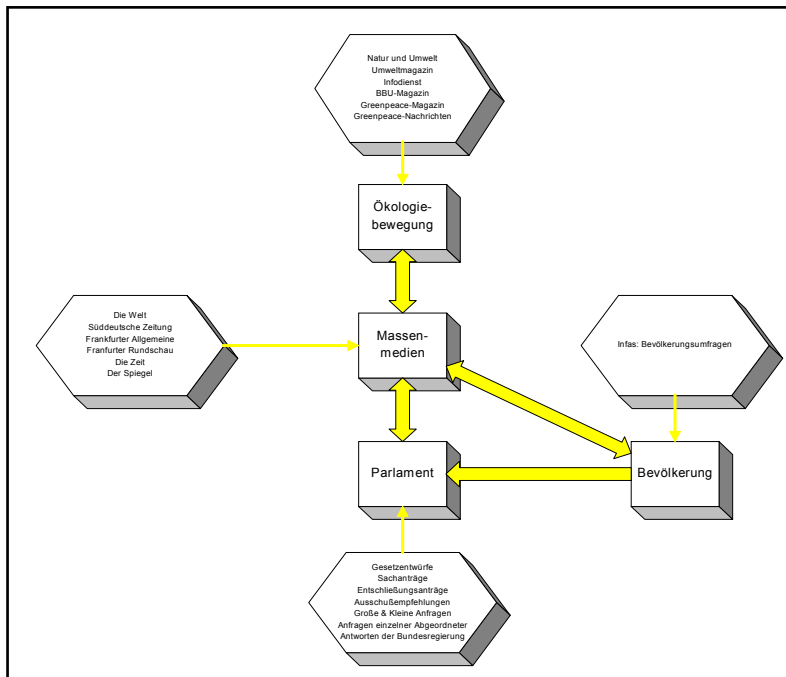 Natur und Umwelt
Umweltmagazin
Infodienst
BBU-Magazin
Greenpeace-Magazin
Greenpeace-Nachrichten
Ökologie-
bewegung
Die Welt
Süddeutsche Zeitung
Frankfurter Allgemeine
Franfurter Rundschau
Die Zeit
Der Spiegel
Massen-
medien
Infas: Bevölkerungsumfragen
Parlament
Bevölkerung
Gesetzentwürfe
Sachanträge
Entschließungsanträge
Ausschußempfehlungen
Große & Kleine Anfragen
Anfragen einzelner Abgeordneter
Antworten der Bundesregierung